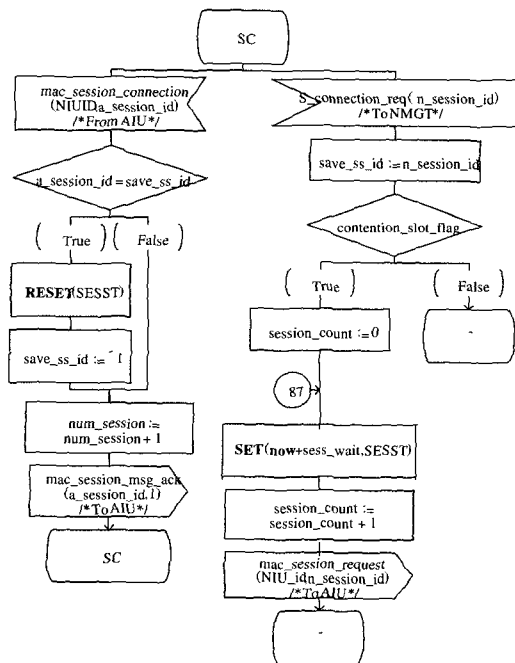 SC
mac_session_connection
(NIUID,a_session_id)
/*From AIU*/
a_session_id = save_ss_id
( True ) ( False )
RESET(SESST)
save_ss_id := -1
num_session :=
num_session + 1
mac_session_msg_ack
(a_session_id,1)
/*ToAIU*/
SC
S_connection_req( n_session_id)
/*ToNMGT*/
save_ss_id :=n_session_id
contention_slot_flag
( True ) ( False )
session_count :=0
-
87
SET(now+sess_wait,SESST)
session_count :=
session_count + 1
mac_session_request
(NIU_id,n_session_id)
/*ToAIU*/
-